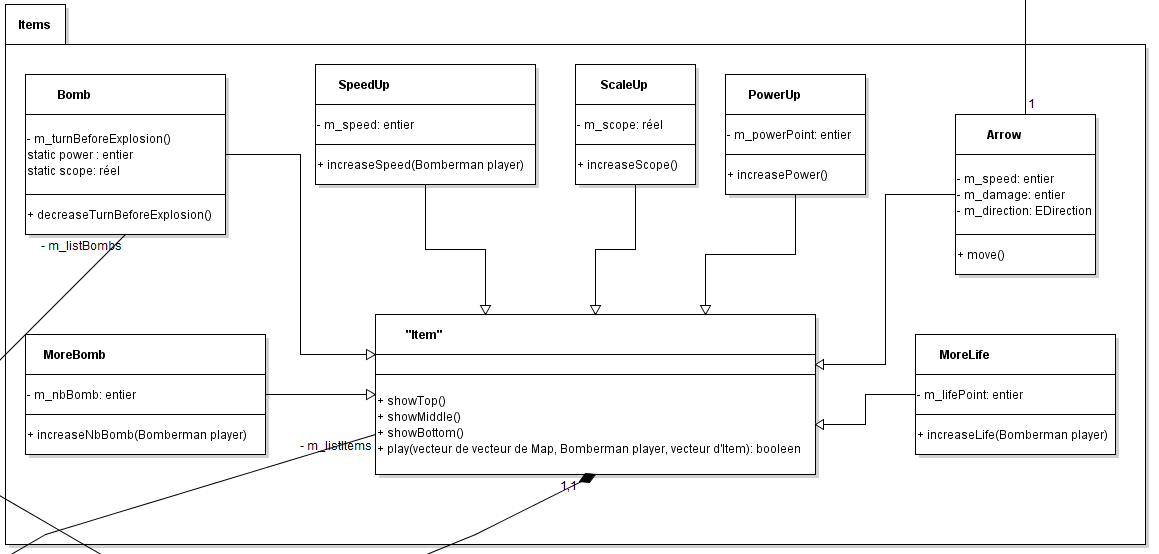 Items
Bomb
- m_turnBeforeExplosion()
static power : entier
static scope: réel
+ decreaseTurnBeforeExplosion()
- m_listBombs
SpeedUp
- m_speed: entier
+ increaseSpeed(Bomberman player)
ScaleUp
- m_scope: réel
+ increaseScope()
PowerUp
- m_powerPoint: entier
+ increasePower()
1
Arrow
- m_speed: entier
- m_damage: entier
- m_direction: EDirection
+ move()
MoreBomb
- m_nbBomb: entier
+ increaseNbBomb(Bomberman player)
"Item"
+ showTop()
+ showMiddle()
+ showBottom()
+ play(vecteur de vecteur de Map, Bomberman player, vecteur d'Item): booleen
- m_listItems
1,1
MoreLife
- m_lifePoint: entier
+ increaseLife(Bomberman player)